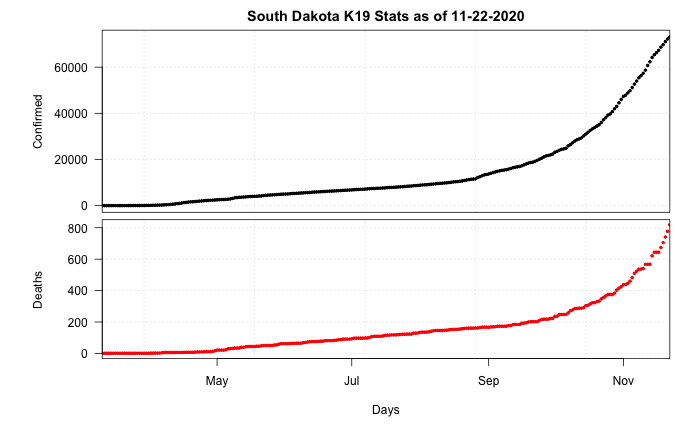 South Dakota K19 Stats as of 11-22-2020
Confirmed
60000
40000
20000
0
Deaths
800
600
400
200
0
May Jul Sep Nov
Days